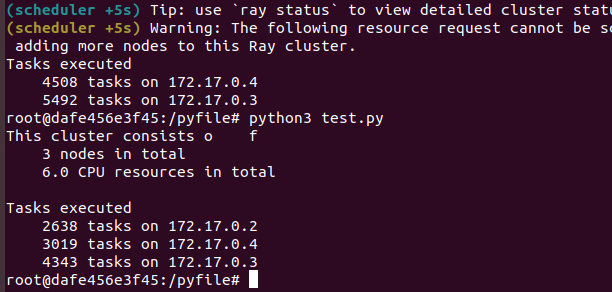 (scheduler +5s) Tip: use `ray status` to view detailed cluster statu
(scheduler +5s) Warning: The following resource request cannot be sc
 adding more nodes to this Ray cluster.
Tasks executed
    4508 tasks on 172.17.0.4
    5492 tasks on 172.17.0.3
root@dafe456e3f45:/pyfile# python3 test.py
This cluster consists o     f
    3 nodes in total
    6.0 CPU resources in total
Tasks executed
    2638 tasks on 172.17.0.2
    3019 tasks on 172.17.0.4
    4343 tasks on 172.17.0.3
root@dafe456e3f45:/pyfile#